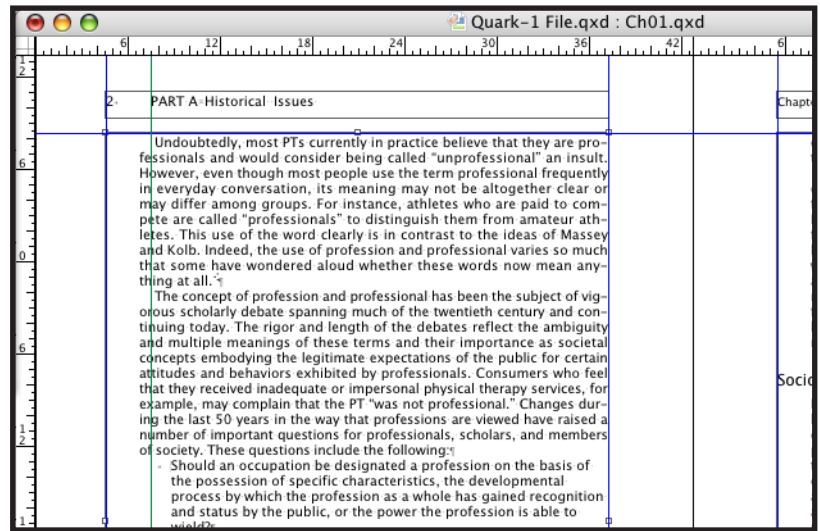 Quark-1 File.qxd : Ch01.qxd
6 12 18 24 30 36 42 6
1
2
2 PART A Historical Issues
Chapt
Undoubtedly, most PTs currently in practice believe that they are pro-
fessionals and would consider being called “unprofessional” an insult.
6
However, even though most people use the term professional frequently
in everyday conversation, its meaning may not be altogether clear or
may differ among groups. For instance, athletes who are paid to com-
pete are called “professionals” to distinguish them from amateur ath-
letes. This use of the word clearly is in contrast to the ideas of Massey
and Kolb. Indeed, the use of profession and professional varies so much
0
that some have wondered aloud whether these words now mean any-
thing at all.
The concept of profession and professional has been the subject of vig-
orous scholarly debate spanning much of the twentieth century and con-
tinuing today. The rigor and length of the debates reflect the ambiguity
6
and multiple meanings of these terms and their importance as societal
concepts embodying the legitimate expectations of the public for certain
attitudes and behaviors exhibited by professionals. Consumers who feel
Socio
that they received inadequate or impersonal physical therapy services, for
example, may complain that the PT “was not professional.” Changes dur-
ing the last 50 years in the way that professions are viewed have raised a
1
2
number of important questions for professionals, scholars, and members
of society. These questions include the following:
Should an occupation be designated a profession on the basis of
the possession of specific characteristics, the developmental
process by which the profession as a whole has gained recognition
and status by the public, or the power the profession is able to
1
wield?